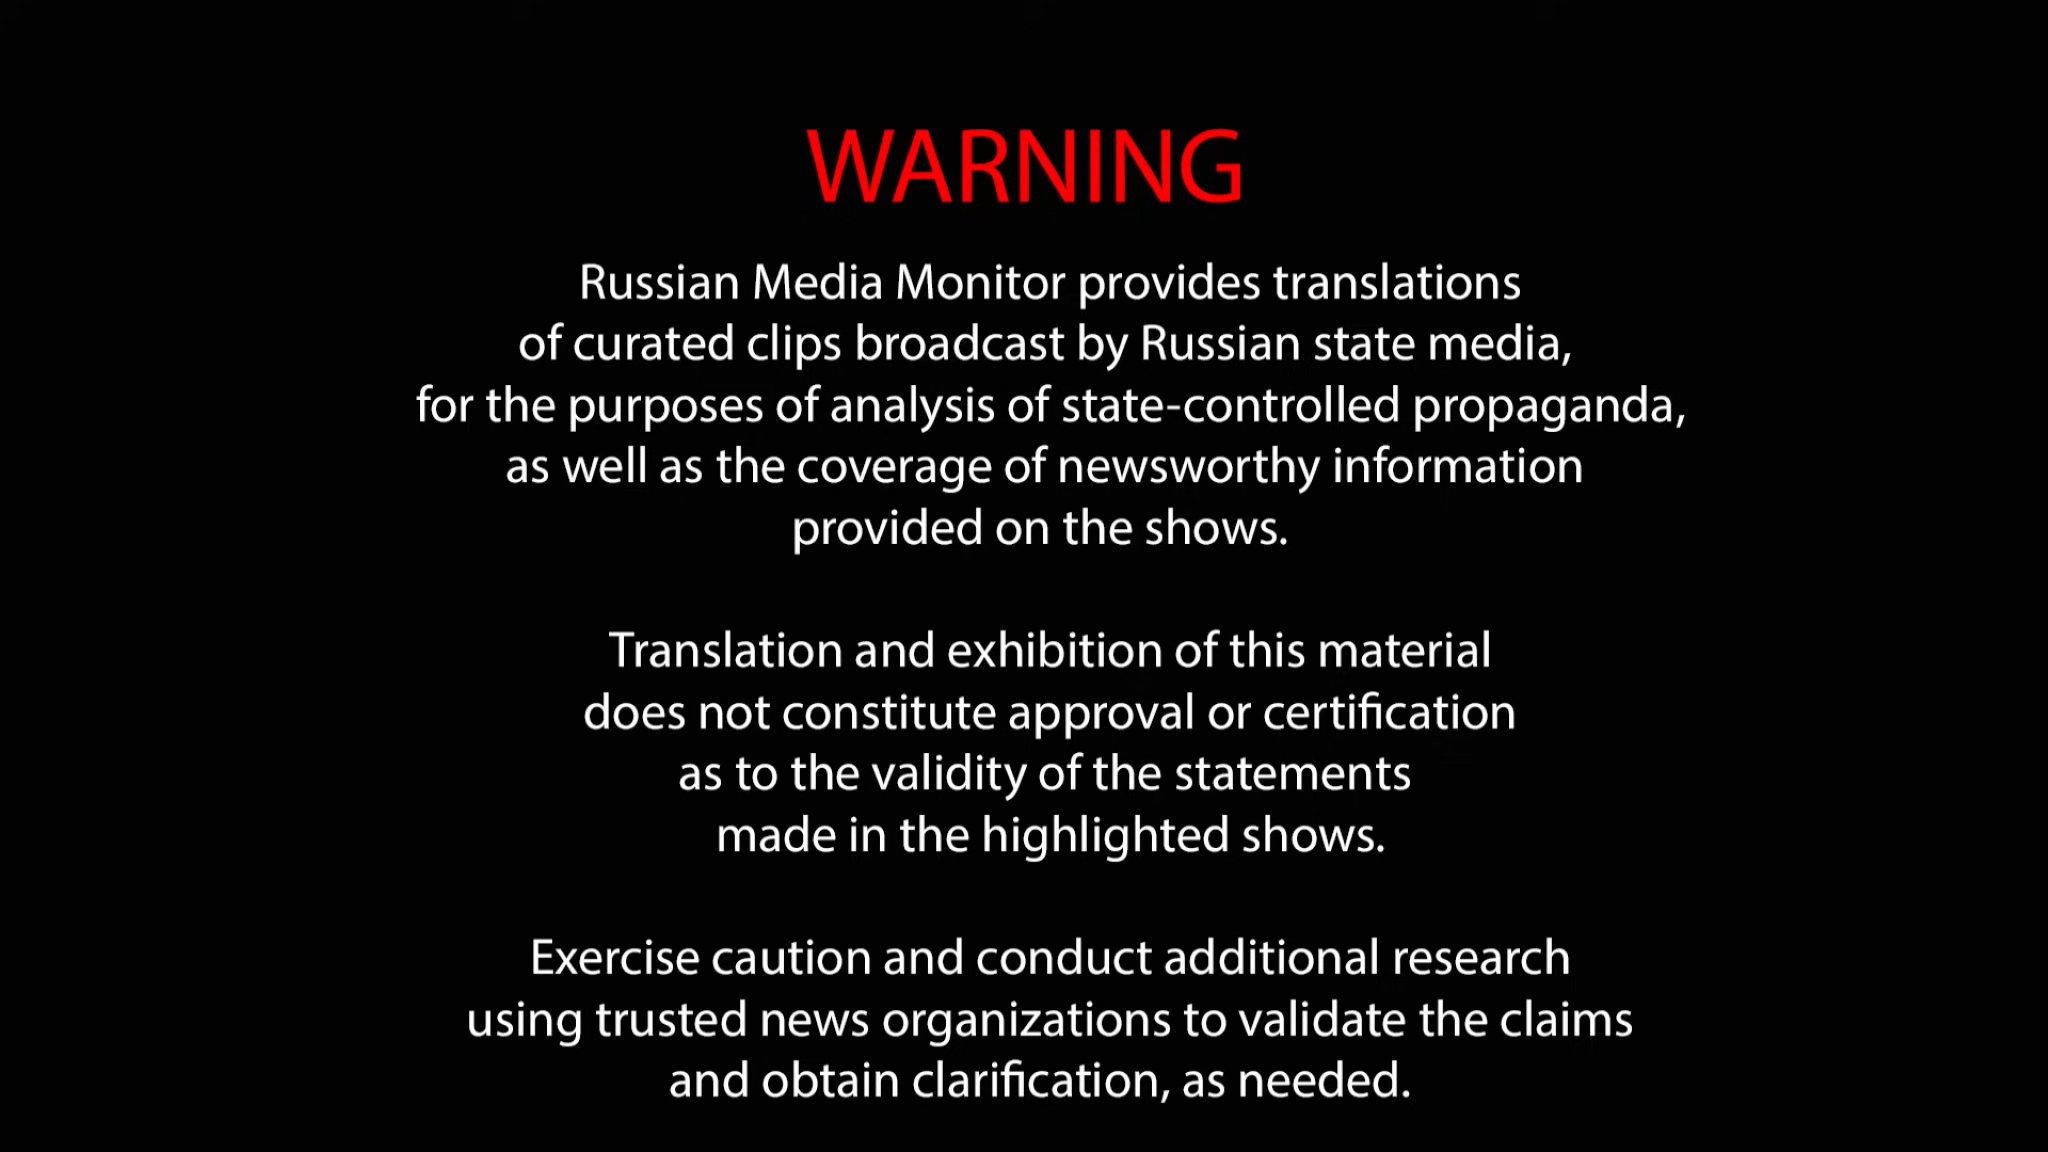 WARNING
Russian Media Monitor provides translations
of curated clips broadcast by Russian state media,
for the purposes of analysis of state-controlled propaganda,
as well as the coverage of newsworthy information
provided on the shows.
Translation and exhibition of this material
does not constitute approval or certification
as to the validity of the statements
made in the highlighted shows.
Exercise caution and conduct additional research
using trusted news organizations to validate the claims
and obtain clarification, as needed.